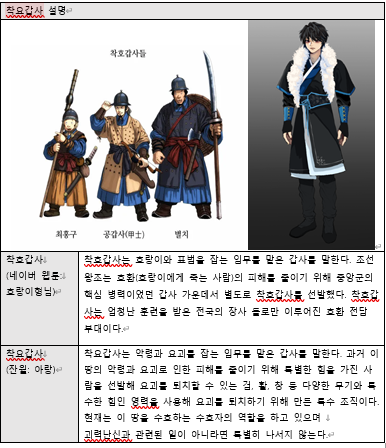 착요갑사 설명
착호갑사들
최홍구 공갑사(甲士) 별치
착호갑사
(네이버 웹툰:
호랑이형님)
착호갑사는 호랑이와 표범을 잡는 임무를 맡은 갑사를 말한다. 조선
왕조는 호환(호랑이에게 죽는 사람)의 피해를 줄이기 위해 중앙군의
핵심 병력이었던 갑사 가운데서 별도로 착호갑사를 선발했다. 착호갑
사는 엄청난 훈련을 받은 전국의 장사 들로만 이루어진 호환 전담
부대이다.
착요갑사
(잔월: 아랑)
착요갑사는 악령과 요괴를 잡는 임무를 맡은 갑사를 말한다. 과거 이
땅의 악령과 요괴로 인한 피해를 줄이기 위해 특별한 힘을 가진 사
람을 선발해 요괴를 퇴치할 수 있는 검, 활, 창 등 다양한 무기와 특
수한 힘인 영력을 사용해 요괴를 퇴치하기 위해 만든 특수 조직이다.
현재는 이 땅을 수호하는 수호자의 역할을 하고 있으며
괴력난신과 관련된 일이 아니라면 특별히 나서지 않는다.